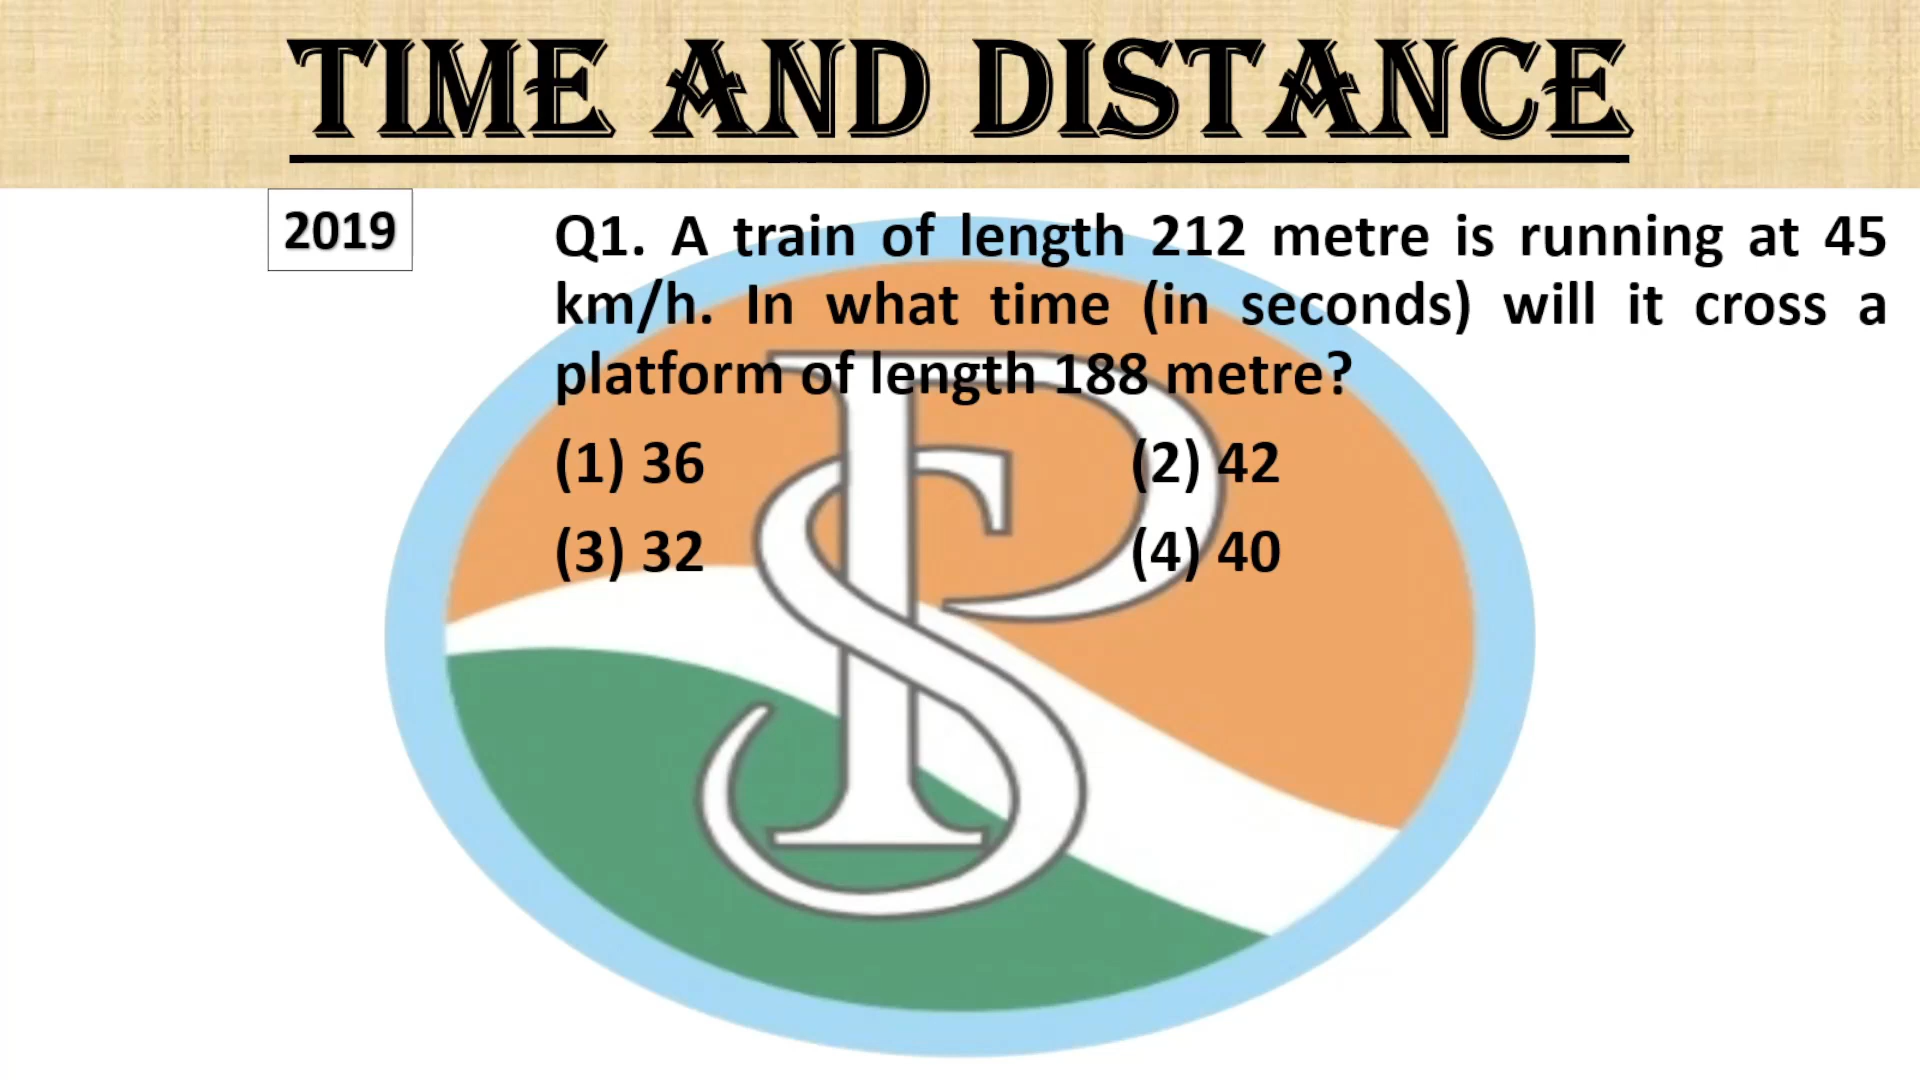 TIME AND DISTANCE
2019
Q1. A train of length 212 metre is running at 45
km/h. In what time (in seconds) will it cross a
platform of length 188 metre?
(1) 36 (2) 42
(3) 32 (4) 40